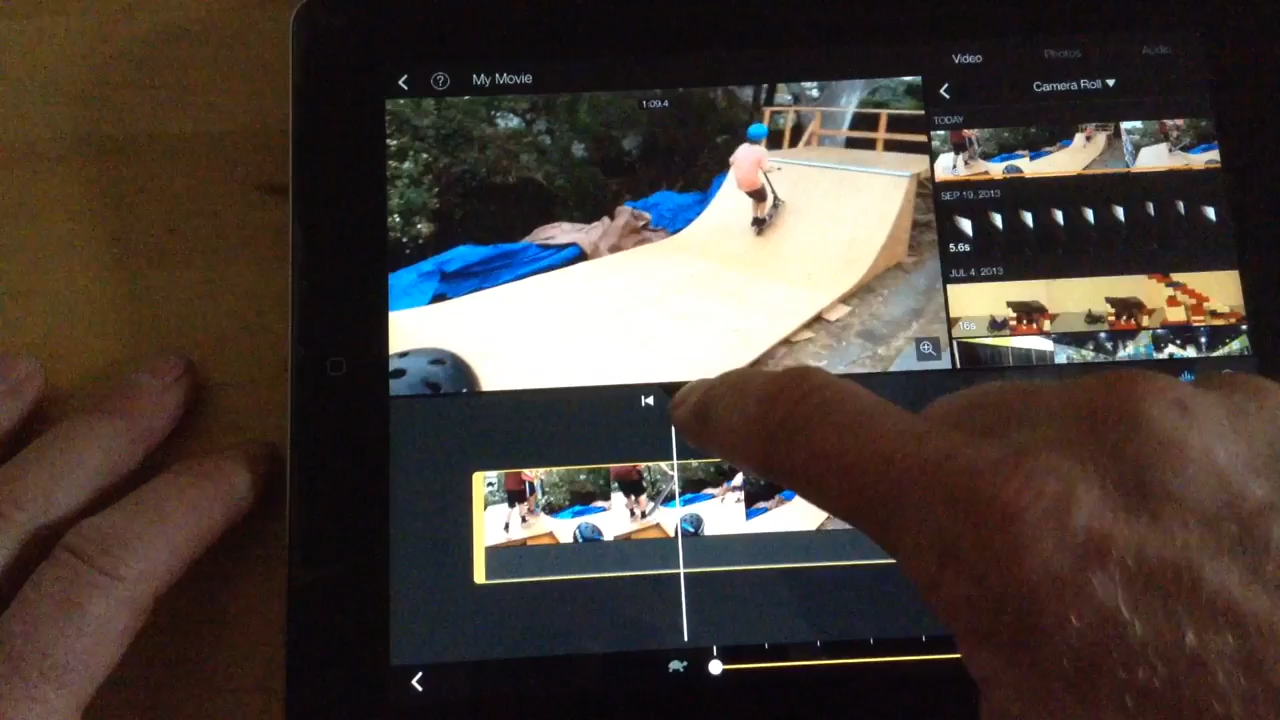 My Movie
1:09.4
Video Photos Audio
Camera Roll
TODAY
SEP 19, 2013
5.6s
JUL 4, 2013
16s